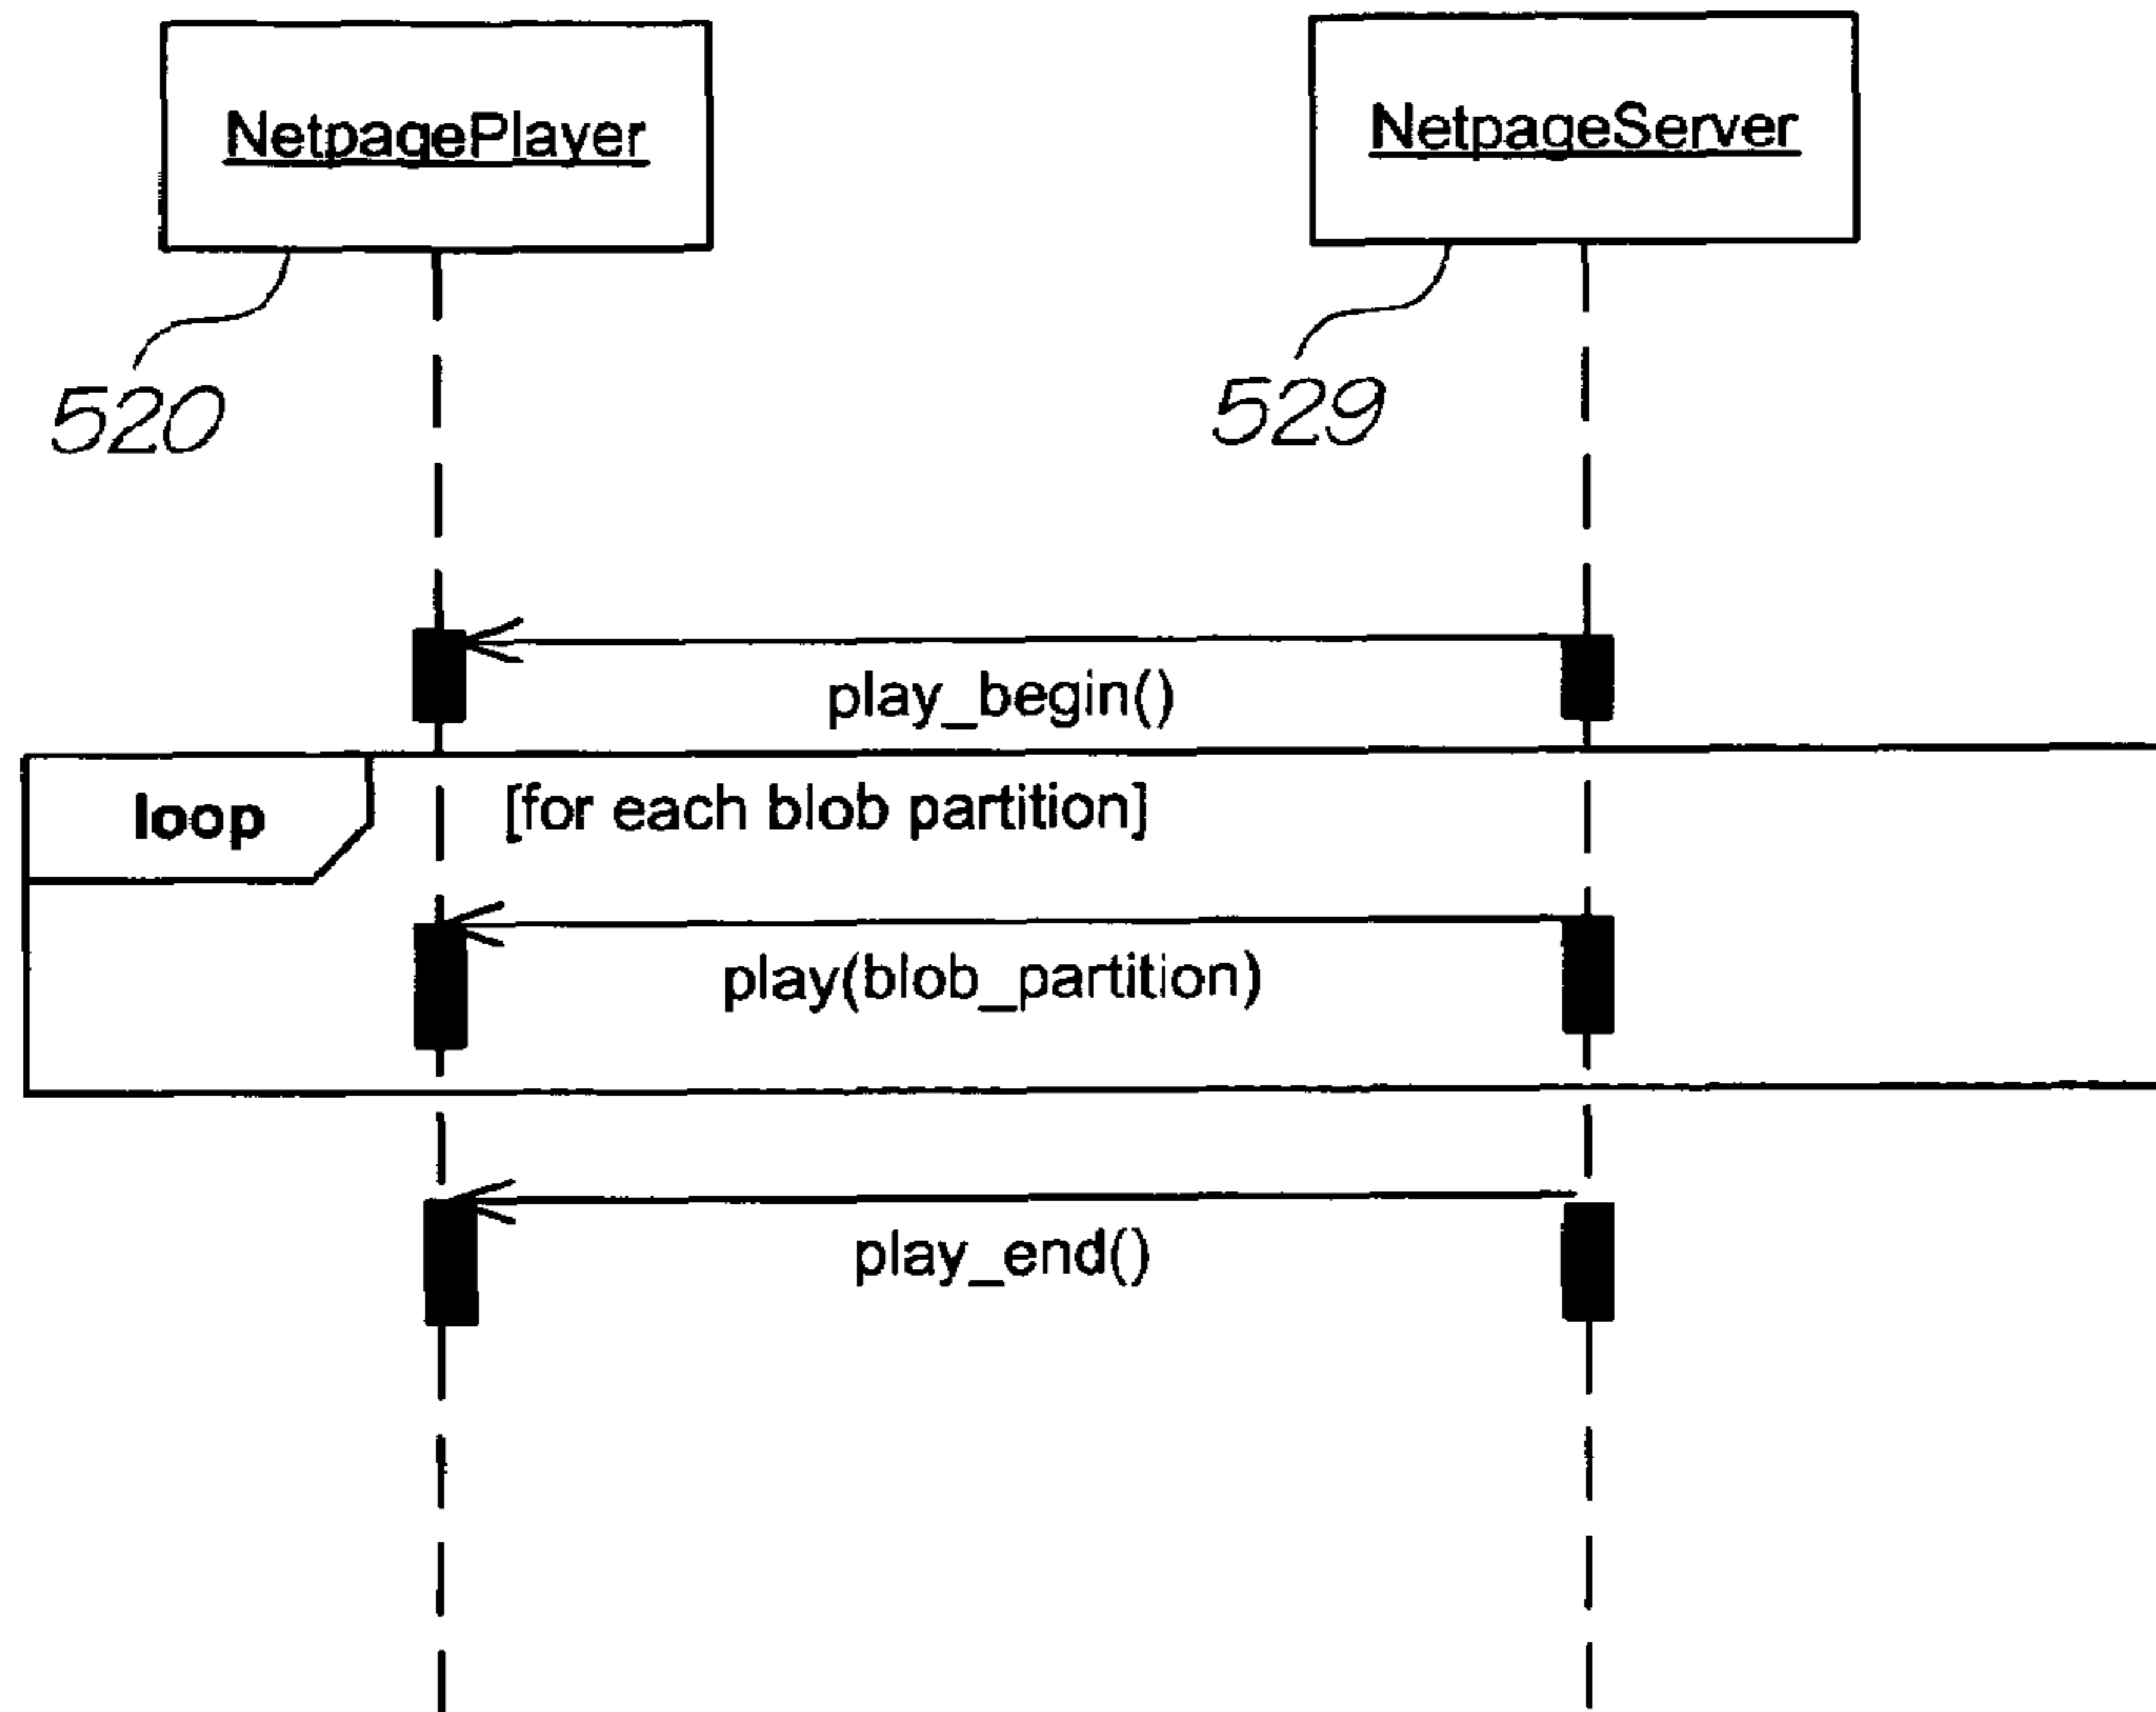 NetpagePlayer
NetpageServer
520
529
play_begin()
loop
[for each blob partition]
play(blob_partition)
play_end()